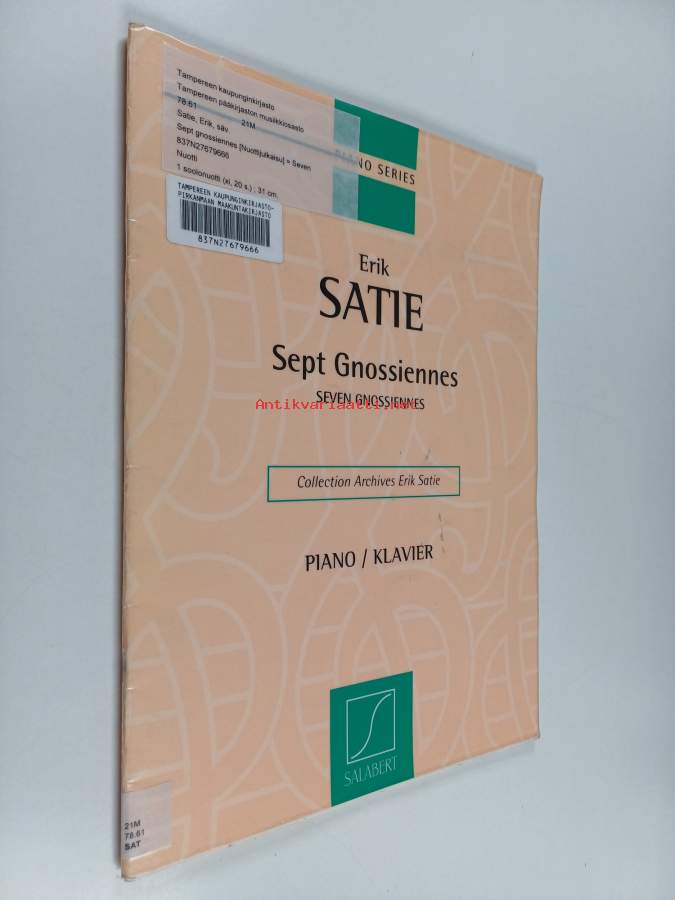 Tampereen kaupunginkirjasto
Tampereen pääkirjaston musiikkiosasto
78.61 21M
Satie, Erik, säv.
Sept gnossiennes [Nuottijulkaisu] = Seven
837N27679666
Nuotti
1 soolonuotti (xi, 20 s.) ; 31 cm.
TAMPEREEN KAUPUNGINKIRJASTO-
PIRKANMAAN MAAKUNTAKIRJASTO
837N27679666
PIANO SERIES
Erik
SATIE
Sept Gnossiennes
SEVEN GNOSSIENNES
Antikvariaatti.net
Collection Archives Erik Satie
PIANO / KLAVIER
SALABERT
21M
78.61
SAT